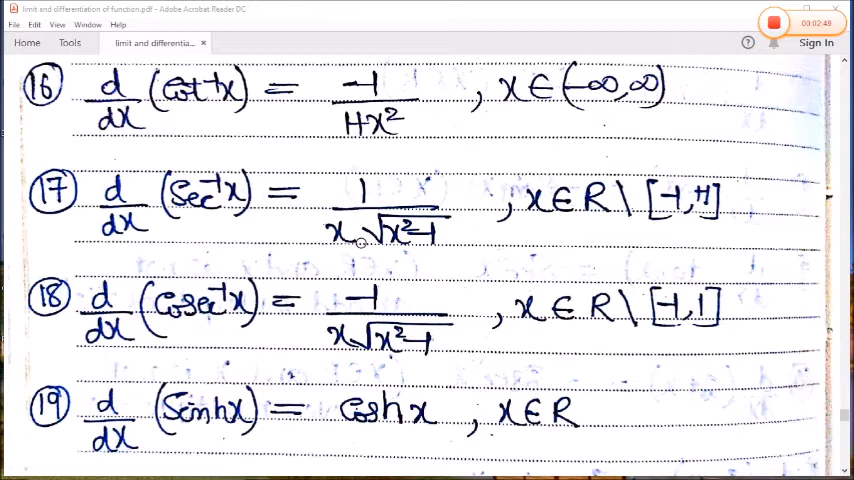 limit and differentiation of function.pdf - Adobe Acrobat Reader DC
File Edit View Window Help
00:02:49
Home Tools limit and differentia... × Sign In
(16) d/dx (Cot⁻¹x) = -1/(1+x²) , x ∈ (-∞, ∞)
(17) d/dx (Sec⁻¹x) = 1/(x√(x²-1)) , x ∈ R \ [-1, +1]
(18) d/dx (Cosec⁻¹x) = -1/(x√(x²-1)) , x ∈ R \ [-1, 1]
(19) d/dx (Sinhx) = Coshx , x ∈ R